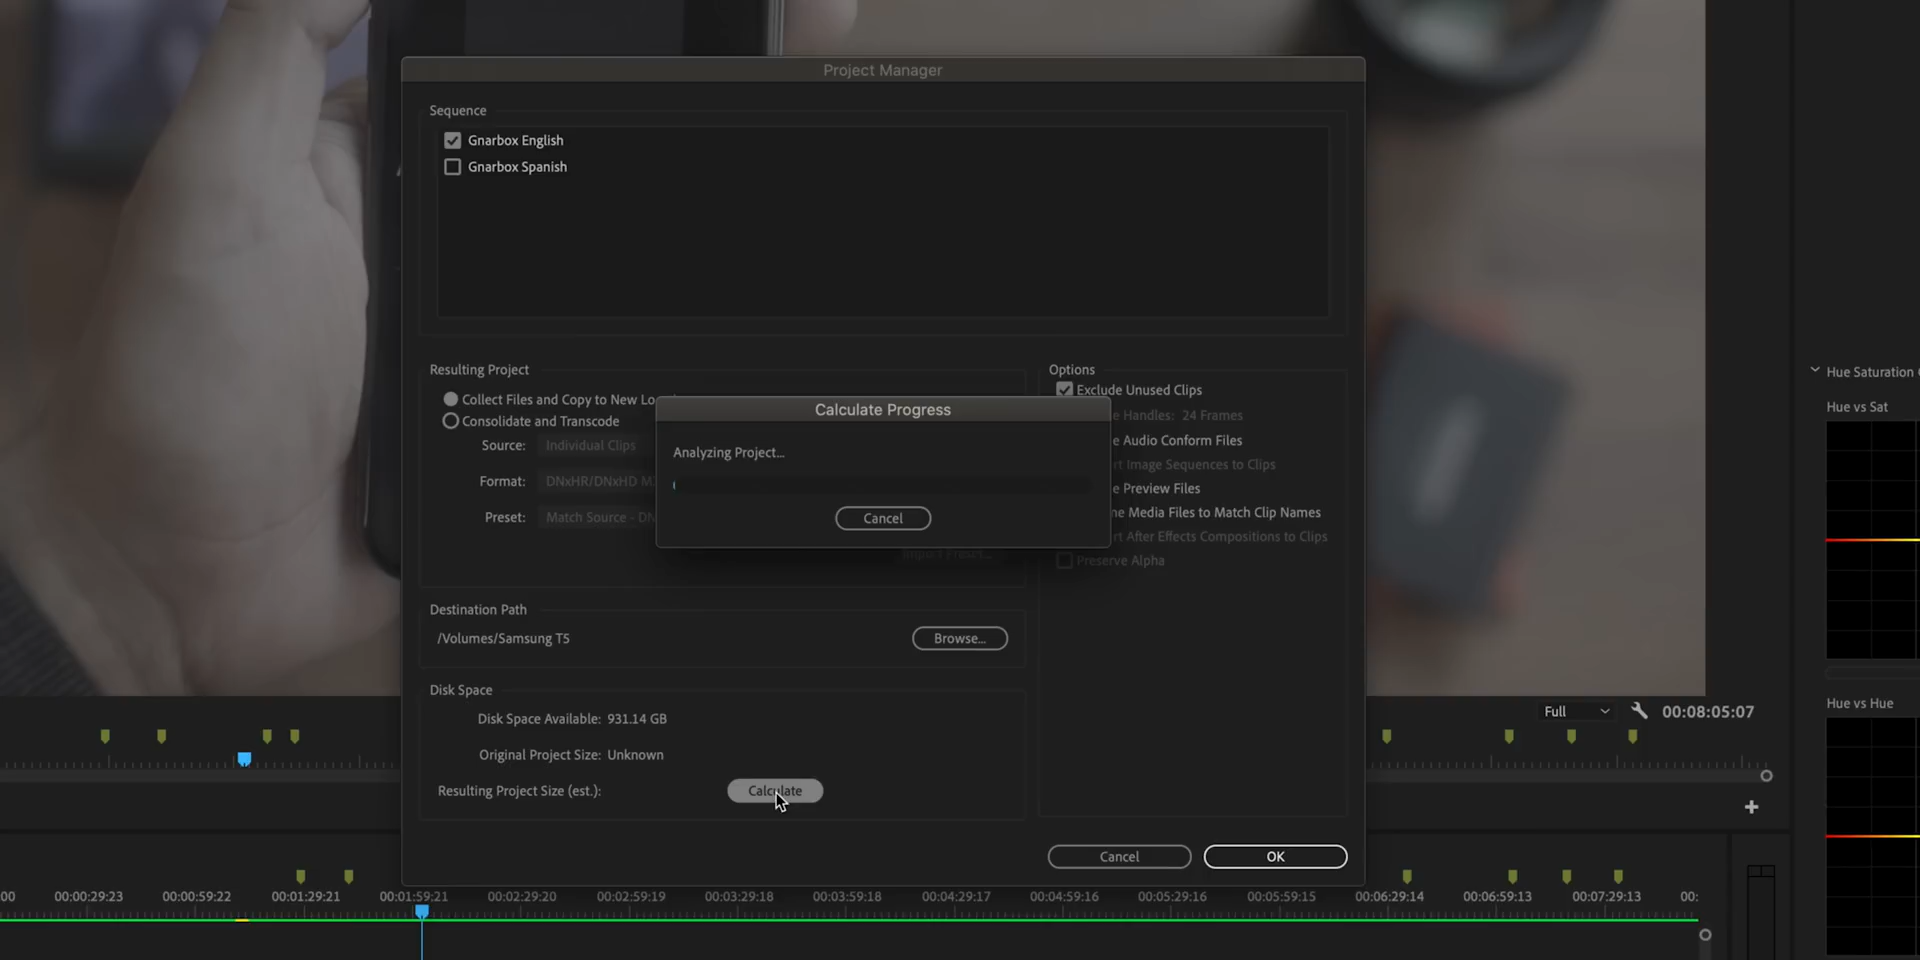 Project Manager
Sequence
Gnarbox English
Gnarbox Spanish
Resulting Project
Collect Files and Copy to New Lo
Consolidate and Transcode
Source: Individual Clips
Format: DNxHR/DNxHD M
Preset: Match Source - DN
Import Preset...
Options
Exclude Unused Clips
e Handles: 24 Frames
e Audio Conform Files
rt Image Sequences to Clips
e Preview Files
ne Media Files to Match Clip Names
rt After Effects Compositions to Clips
Preserve Alpha
Calculate Progress
Analyzing Project...
Cancel
Destination Path
/Volumes/Samsung T5
Browse...
Disk Space
Disk Space Available: 931.14 GB
Original Project Size: Unknown
Resulting Project Size (est.):
Calculate
Cancel
OK
Hue Saturation
Hue vs Sat
Hue vs Hue
Full
00:08:05:07
00 00:00:29:23 00:00:59:22 00:01:29:21 00:01:59:21 00:02:29:20 00:02:59:19 00:03:29:18 00:03:59:18 00:04:29:17 00:04:59:16 00:05:29:16 00:05:59:15 00:06:29:14 00:06:59:13 00:07:29:13 00: